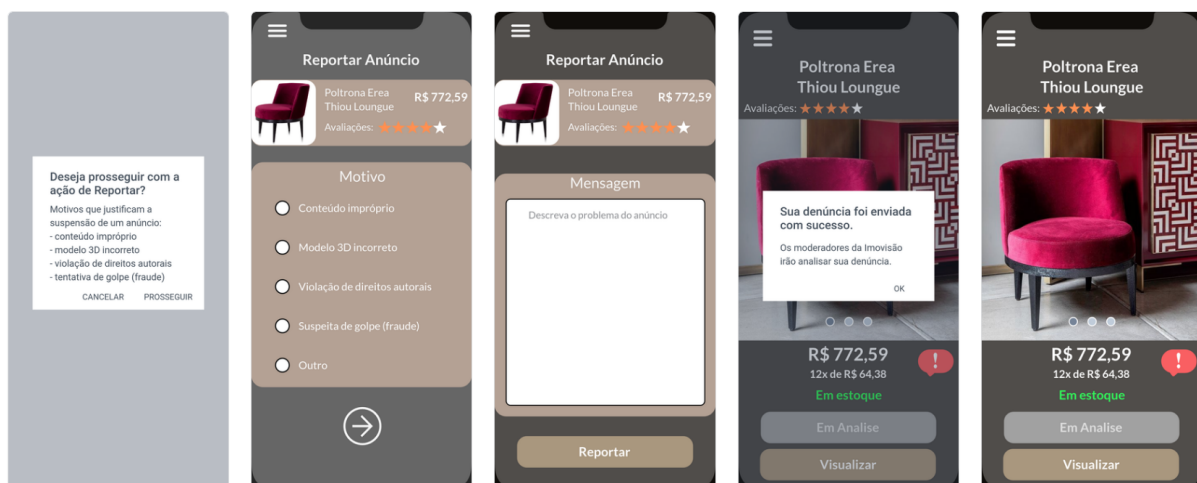 Deseja prosseguir com a
ação de Reportar?
Motivos que justificam a
suspensão de um anúncio:
- conteúdo impróprio
- modelo 3D incorreto
- violação de direitos autorais
- tentativa de golpe (fraude)
CANCELAR PROSSEGUIR
Reportar Anúncio
Poltrona Erea
Thiou Loungue
R$ 772,59
Avaliações:
Motivo
Conteúdo impróprio
Modelo 3D incorreto
Violação de direitos autorais
Suspeita de golpe (fraude)
Outro
Reportar Anúncio
Poltrona Erea
Thiou Loungue
R$ 772,59
Avaliações:
Mensagem
Descreva o problema do anúncio
Reportar
Poltrona Erea
Thiou Loungue
Avaliações:
Sua denúncia foi enviada
com sucesso.
Os moderadores da Imovisão
irão analisar sua denúncia.
OK
R$ 772,59
12x de R$ 64,38
!
Em estoque
Em Analise
Visualizar
Poltrona Erea
Thiou Loungue
Avaliações:
R$ 772,59
12x de R$ 64,38
!
Em estoque
Em Analise
Visualizar